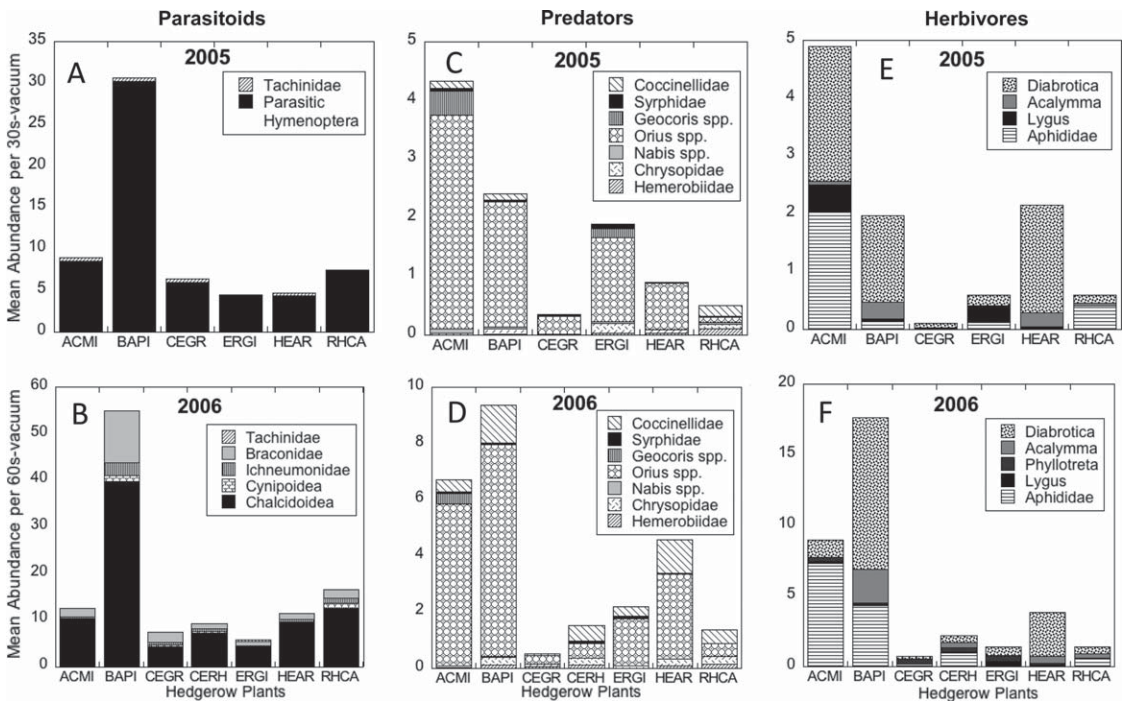 Parasitoids
Predators
Herbivores
Mean Abundance per 30s-vacuum
35
30
25
20
15
10
5
0
A
2005
Tachinidae
Parasitic
Hymenoptera
ACMI BAPI CEGR ERGI HEAR RHCA
5
4
3
2
1
0
C
2005
Coccinellidae
Syrphidae
Geocoris spp.
Orius spp.
Nabis spp.
Chrysopidae
Hemerobiidae
ACMI BAPI CEGR ERGI HEAR RHCA
5
4
3
2
1
0
E
2005
Diabrotica
Acalymma
Lygus
Aphididae
ACMI BAPI CEGR ERGI HEAR RHCA
Mean Abundance per 60s-vacuum
60
50
40
30
20
10
0
B
2006
Tachinidae
Braconidae
Ichneumonidae
Cynipoidea
Chalcidoidea
ACMI BAPI CEGR CERH ERGI HEAR RHCA
Hedgerow Plants
10
8
6
4
2
0
D
2006
Coccinellidae
Syrphidae
Geocoris spp.
Orius spp.
Nabis spp.
Chrysopidae
Hemerobiidae
ACMI BAPI CEGR CERH ERGI HEAR RHCA
Hedgerow Plants
20
15
10
5
0
F
2006
Diabrotica
Acalymma
Phyllotreta
Lygus
Aphididae
ACMI BAPI CEGR CERH ERGI HEAR RHCA
Hedgerow Plants